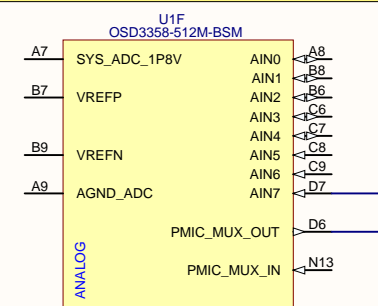 U1F
OSD3358-512M-BSM
A7 SYS_ADC_1P8V AIN0 A8
AIN1 B8
B7 VREFP AIN2 B6
AIN3 C6
AIN4 C7
B9 VREFN AIN5 C8
AIN6 C9
A9 AGND_ADC AIN7 D7
PMIC_MUX_OUT D6
PMIC_MUX_IN N13
ANALOG